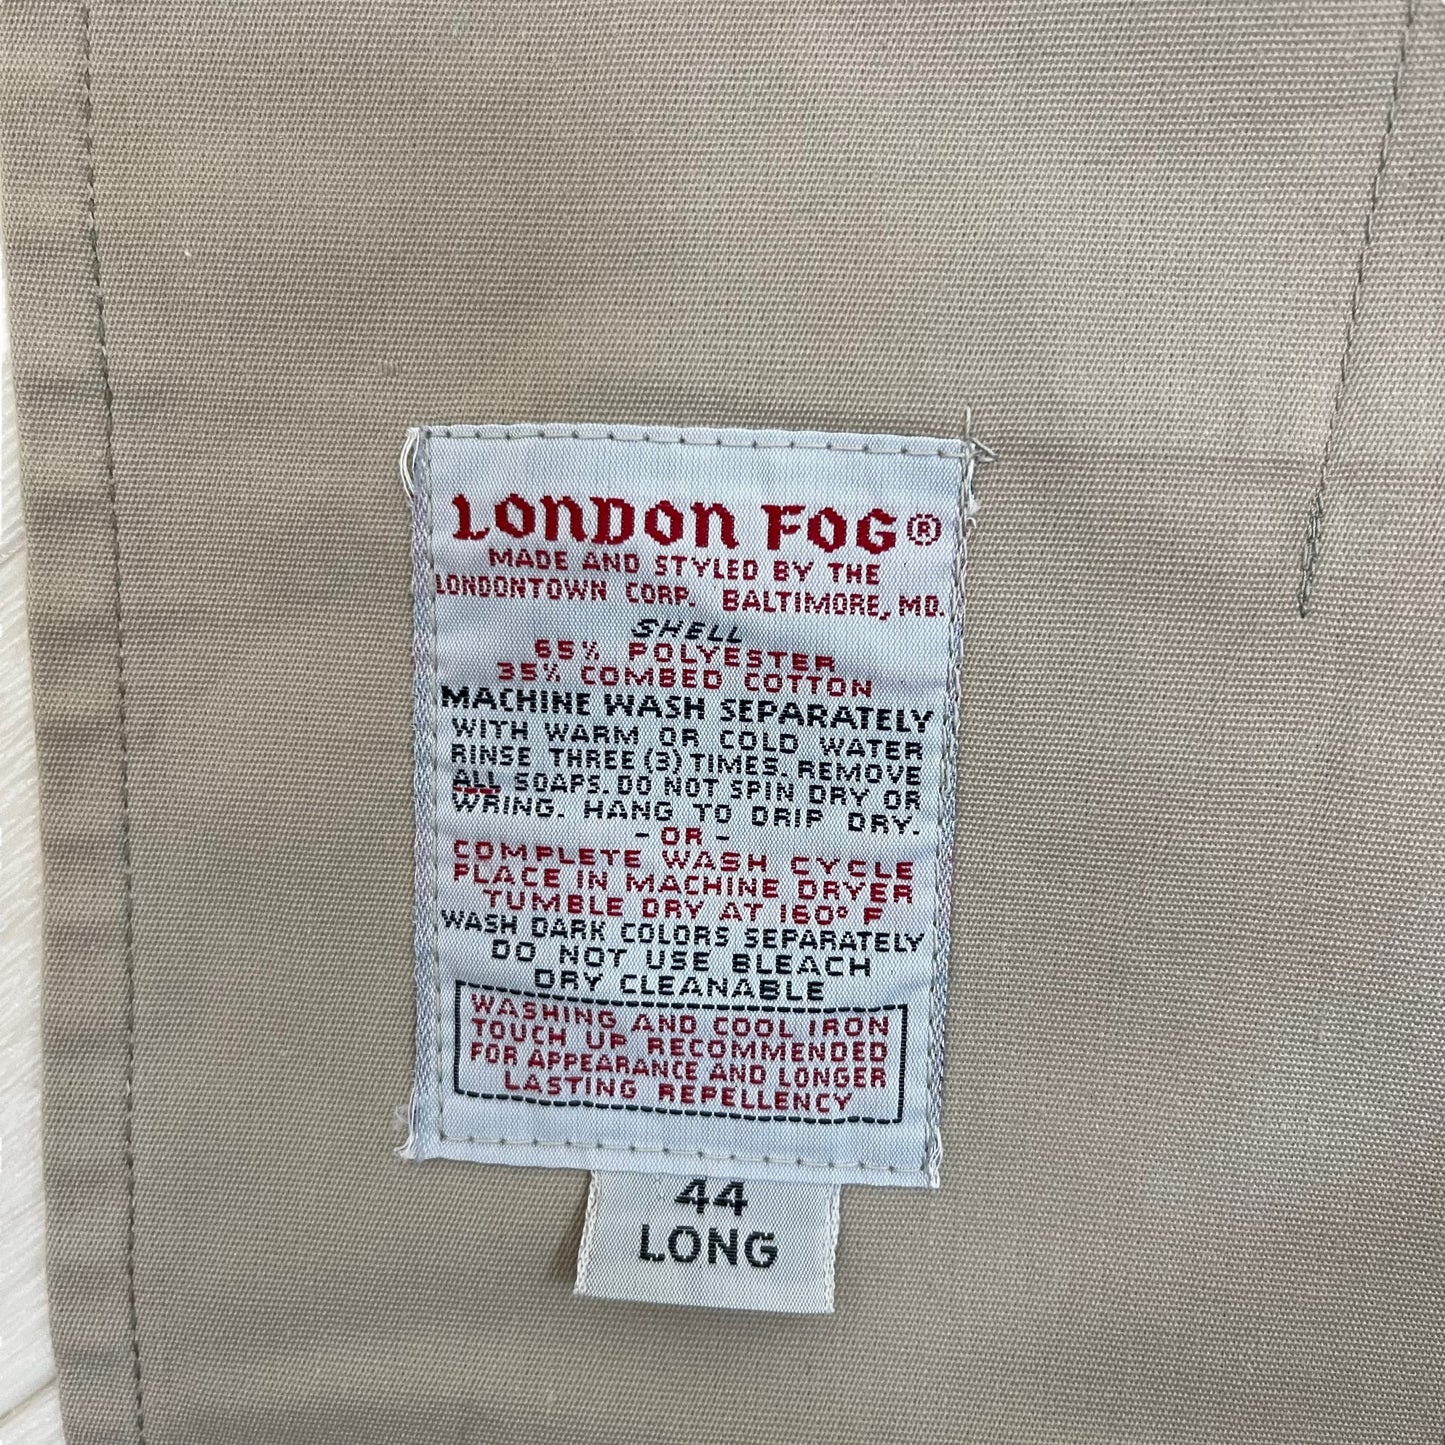 LONDON FOG®
MADE AND STYLED BY THE
LONDONTOWN CORP. BALTIMORE, MD.
SHELL
65% POLYESTER
35% COMBED COTTON
MACHINE WASH SEPARATELY
WITH WARM OR COLD WATER
RINSE THREE (3) TIMES. REMOVE
ALL SOAPS. DO NOT SPIN DRY OR
WRING. HANG TO DRIP DRY.
- OR -
COMPLETE WASH CYCLE
PLACE IN MACHINE DRYER
TUMBLE DRY AT 160° F
WASH DARK COLORS SEPARATELY
DO NOT USE BLEACH
DRY CLEANABLE
WASHING AND COOL IRON
TOUCH UP RECOMMENDED
FOR APPEARANCE AND LONGER
LASTING REPELLENCY
44
LONG